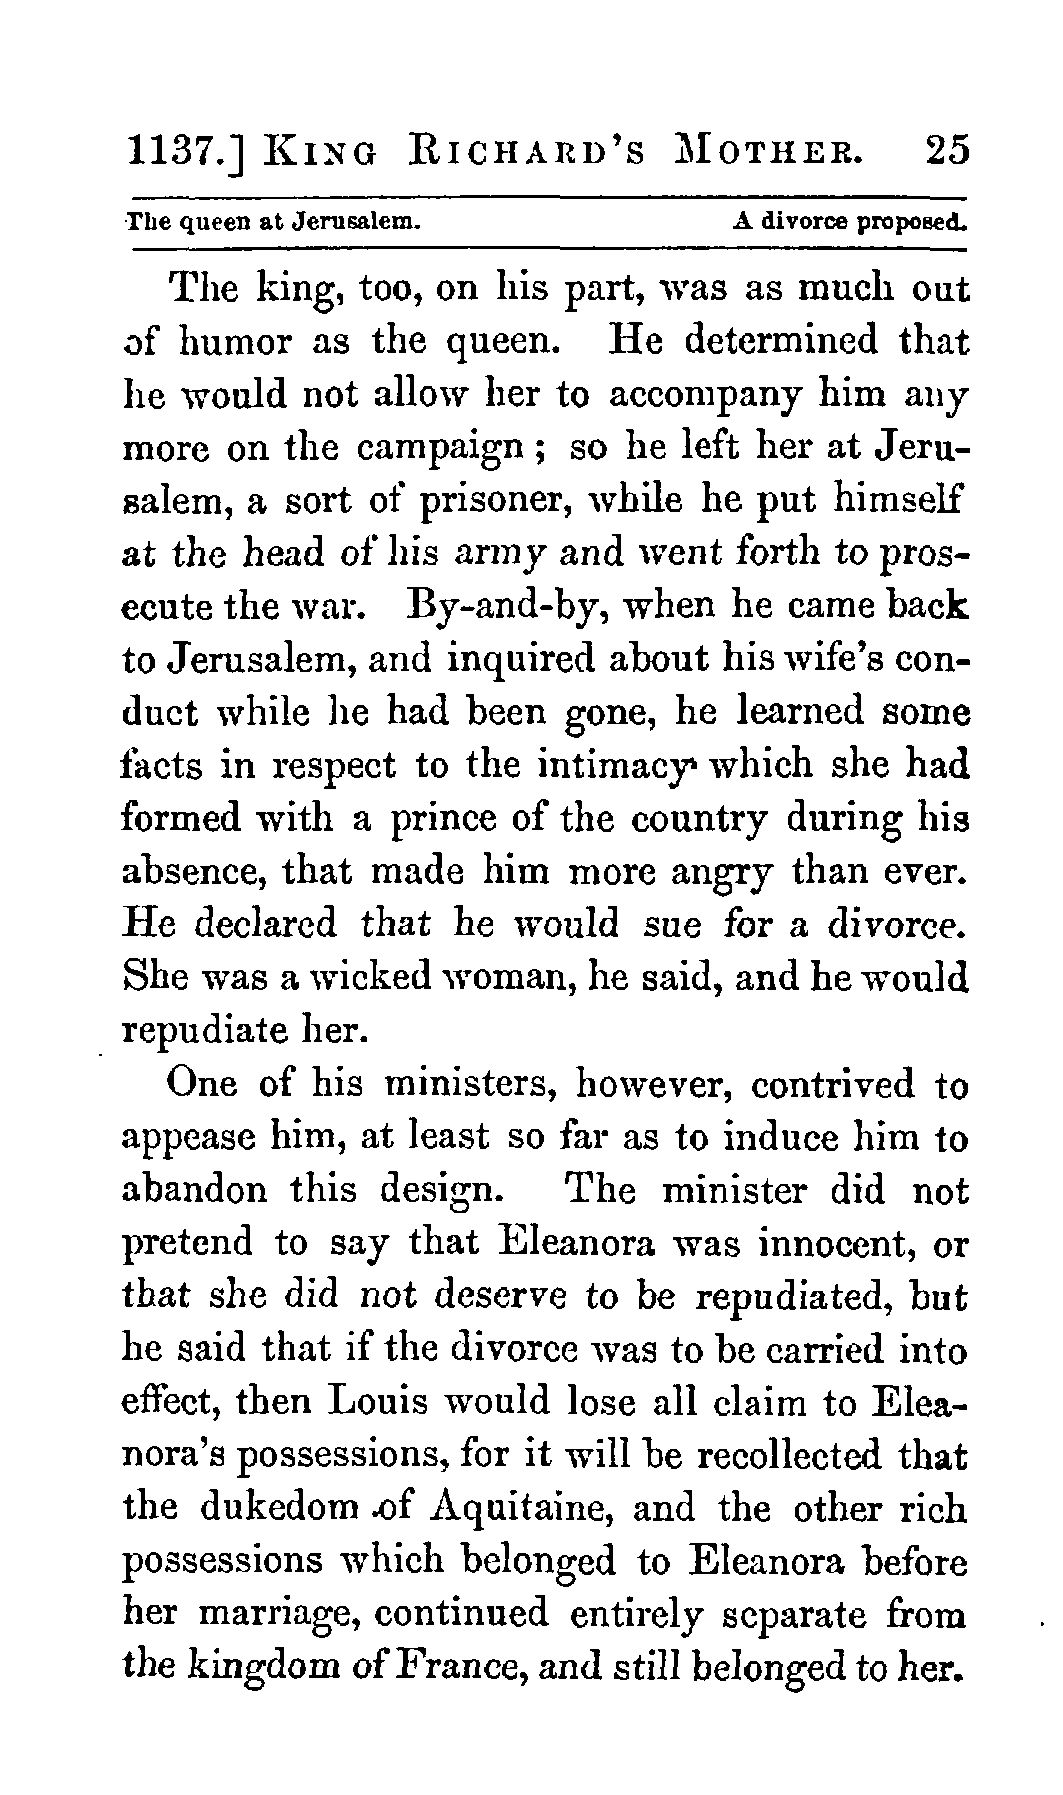 1137.] KING RICHARD'S MOTHER. 25
The queen at Jerusalem. A divorce proposed.
The king, too, on his part, was as much out
of humor as the queen. He determined that
he would not allow her to accompany him any
more on the campaign ; so he left her at Jeru-
salem, a sort of prisoner, while he put himself
at the head of his army and went forth to pros-
ecute the war. By-and-by, when he came back
to Jerusalem, and inquired about his wife's con-
duct while he had been gone, he learned some
facts in respect to the intimacy which she had
formed with a prince of the country during his
absence, that made him more angry than ever.
He declared that he would sue for a divorce.
She was a wicked woman, he said, and he would
repudiate her.
One of his ministers, however, contrived to
appease him, at least so far as to induce him to
abandon this design. The minister did not
pretend to say that Eleanora was innocent, or
that she did not deserve to be repudiated, but
he said that if the divorce was to be carried into
effect, then Louis would lose all claim to Elea-
nora's possessions, for it will be recollected that
the dukedom of Aquitaine, and the other rich
possessions which belonged to Eleanora before
her marriage, continued entirely separate from
the kingdom of France, and still belonged to her.